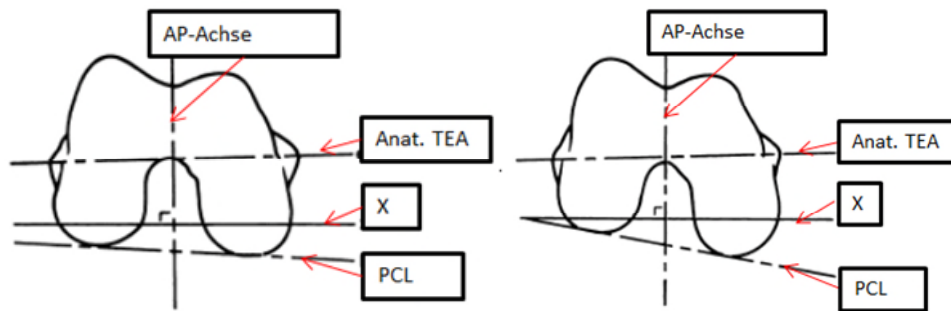 AP-Achse
Anat. TEA
X
PCL
AP-Achse
Anat. TEA
X
PCL